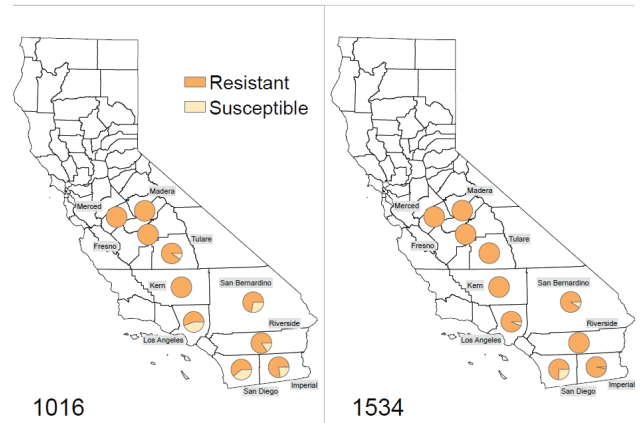 Resistant
Susceptible
Madera
Merced
Fresno
Tulare
Kern
San Bernardino
Los Angeles
Riverside
San Diego
Imperial
1016
Madera
Merced
Fresno
Tulare
Kern
San Bernardino
Los Angeles
Riverside
San Diego
Imperial
1534